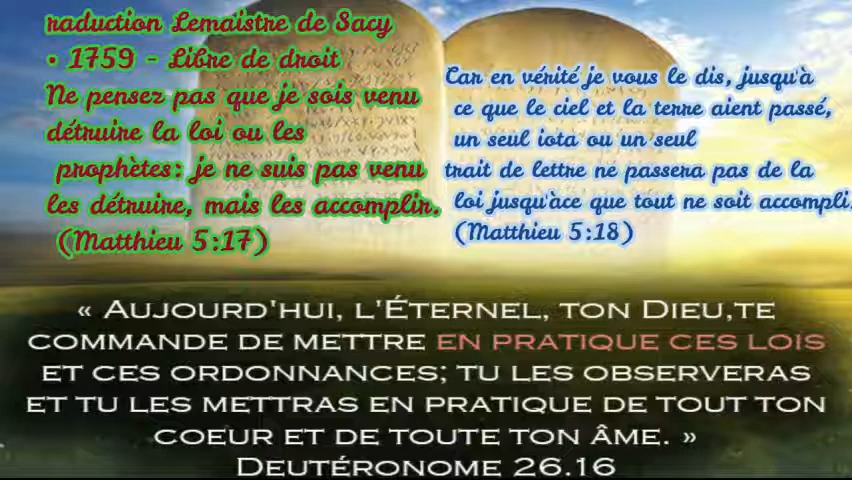 raduction Lemaistre de Sacy
• 1759 - Libre de droit
Ne pensez pas que je sois venu
détruire la loi ou les
prophètes: je ne suis pas venu
les détruire, mais les accomplir.
(Matthieu 5:17)
Car en vérité je vous le dis, jusqu'à
ce que le ciel et la terre aient passé,
un seul iota ou un seul
trait de lettre ne passera pas de la
loi jusqu'ace que tout ne soit accompli.
(Matthieu 5:18)
« Aujourd'hui, l'Éternel, ton Dieu,te
commande de mettre en pratique ces lois
et ces ordonnances; tu les observeras
et tu les mettras en pratique de tout ton
coeur et de toute ton âme. »
Deutéronome 26.16